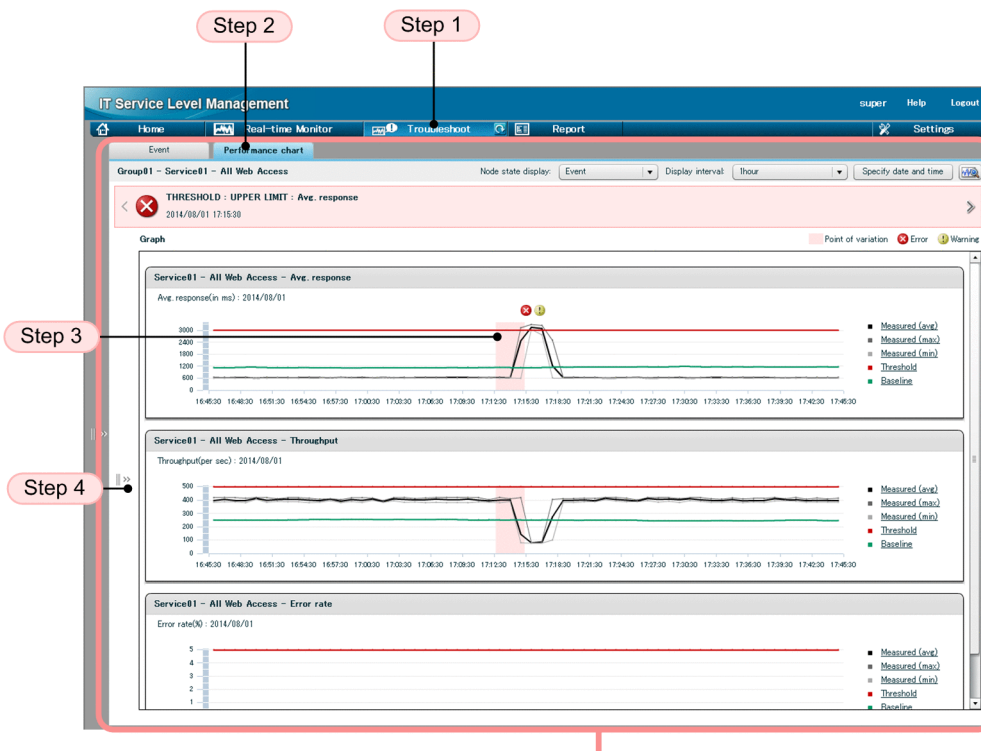 Step 2
Step 1
IT Service Level Management
super Help Logout
Home Real-time Monitor Troubleshoot Report Settings
Event Performance chart
Group01 - Service01 - All Web Access Node state display: Event Display interval: 1hour Specify date and time
THRESHOLD : UPPER LIMIT : Avg. response
2014/08/01 17:15:30
Graph Point of variation Error Warning
Service01 - All Web Access - Avg. response
Avg. response(in ms) : 2014/08/01
Step 3
3000
2400
1800
1200
600
0
Measured (avg)
Measured (max)
Measured (min)
Threshold
Baseline
16:45:30 16:48:30 16:51:30 16:54:30 16:57:30 17:00:30 17:03:30 17:06:30 17:09:30 17:12:30 17:15:30 17:18:30 17:21:30 17:24:30 17:27:30 17:30:30 17:33:30 17:36:30 17:39:30 17:42:30 17:45:30
Service01 - All Web Access - Throughput
Throughput(per sec) : 2014/08/01
Step 4
500
400
300
200
100
0
Measured (avg)
Measured (max)
Measured (min)
Threshold
Baseline
16:45:30 16:48:30 16:51:30 16:54:30 16:57:30 17:00:30 17:03:30 17:06:30 17:09:30 17:12:30 17:15:30 17:18:30 17:21:30 17:24:30 17:27:30 17:30:30 17:33:30 17:36:30 17:39:30 17:42:30 17:45:30
Service01 - All Web Access - Error rate
Error rate(%) : 2014/08/01
5
4
3
2
1
Measured (avg)
Measured (max)
Measured (min)
Threshold
Baseline